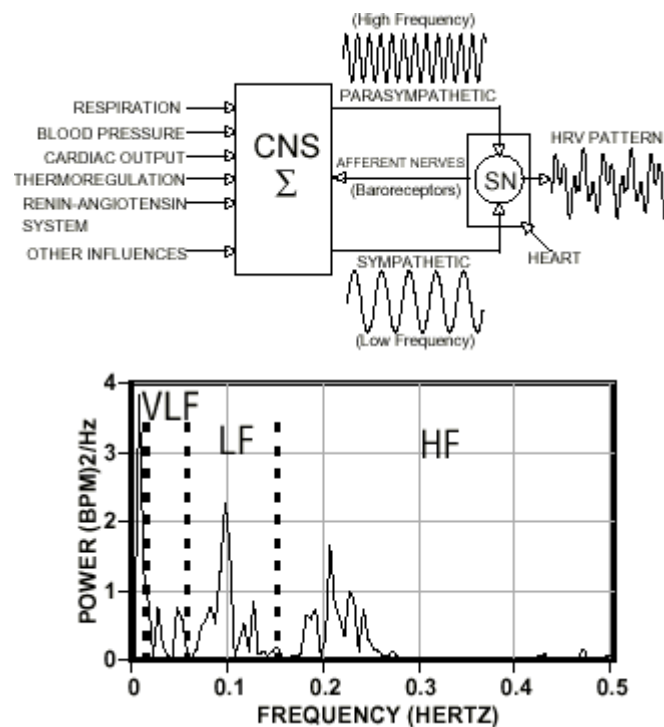 (High Frequency)
PARASYMPATHETIC
RESPIRATION
BLOOD PRESSURE
CARDIAC OUTPUT
THERMOREGULATION
RENIN-ANGIOTENSIN
SYSTEM
OTHER INFLUENCES
CNS
Σ
AFFERENT NERVES
(Baroreceptors)
SN
HRV PATTERN
HEART
SYMPATHETIC
(Low Frequency)
VLF
LF
HF
POWER (BPM)2/Hz
4
3
2
1
0
0
0.1
0.2
0.3
0.4
0.5
FREQUENCY (HERTZ)